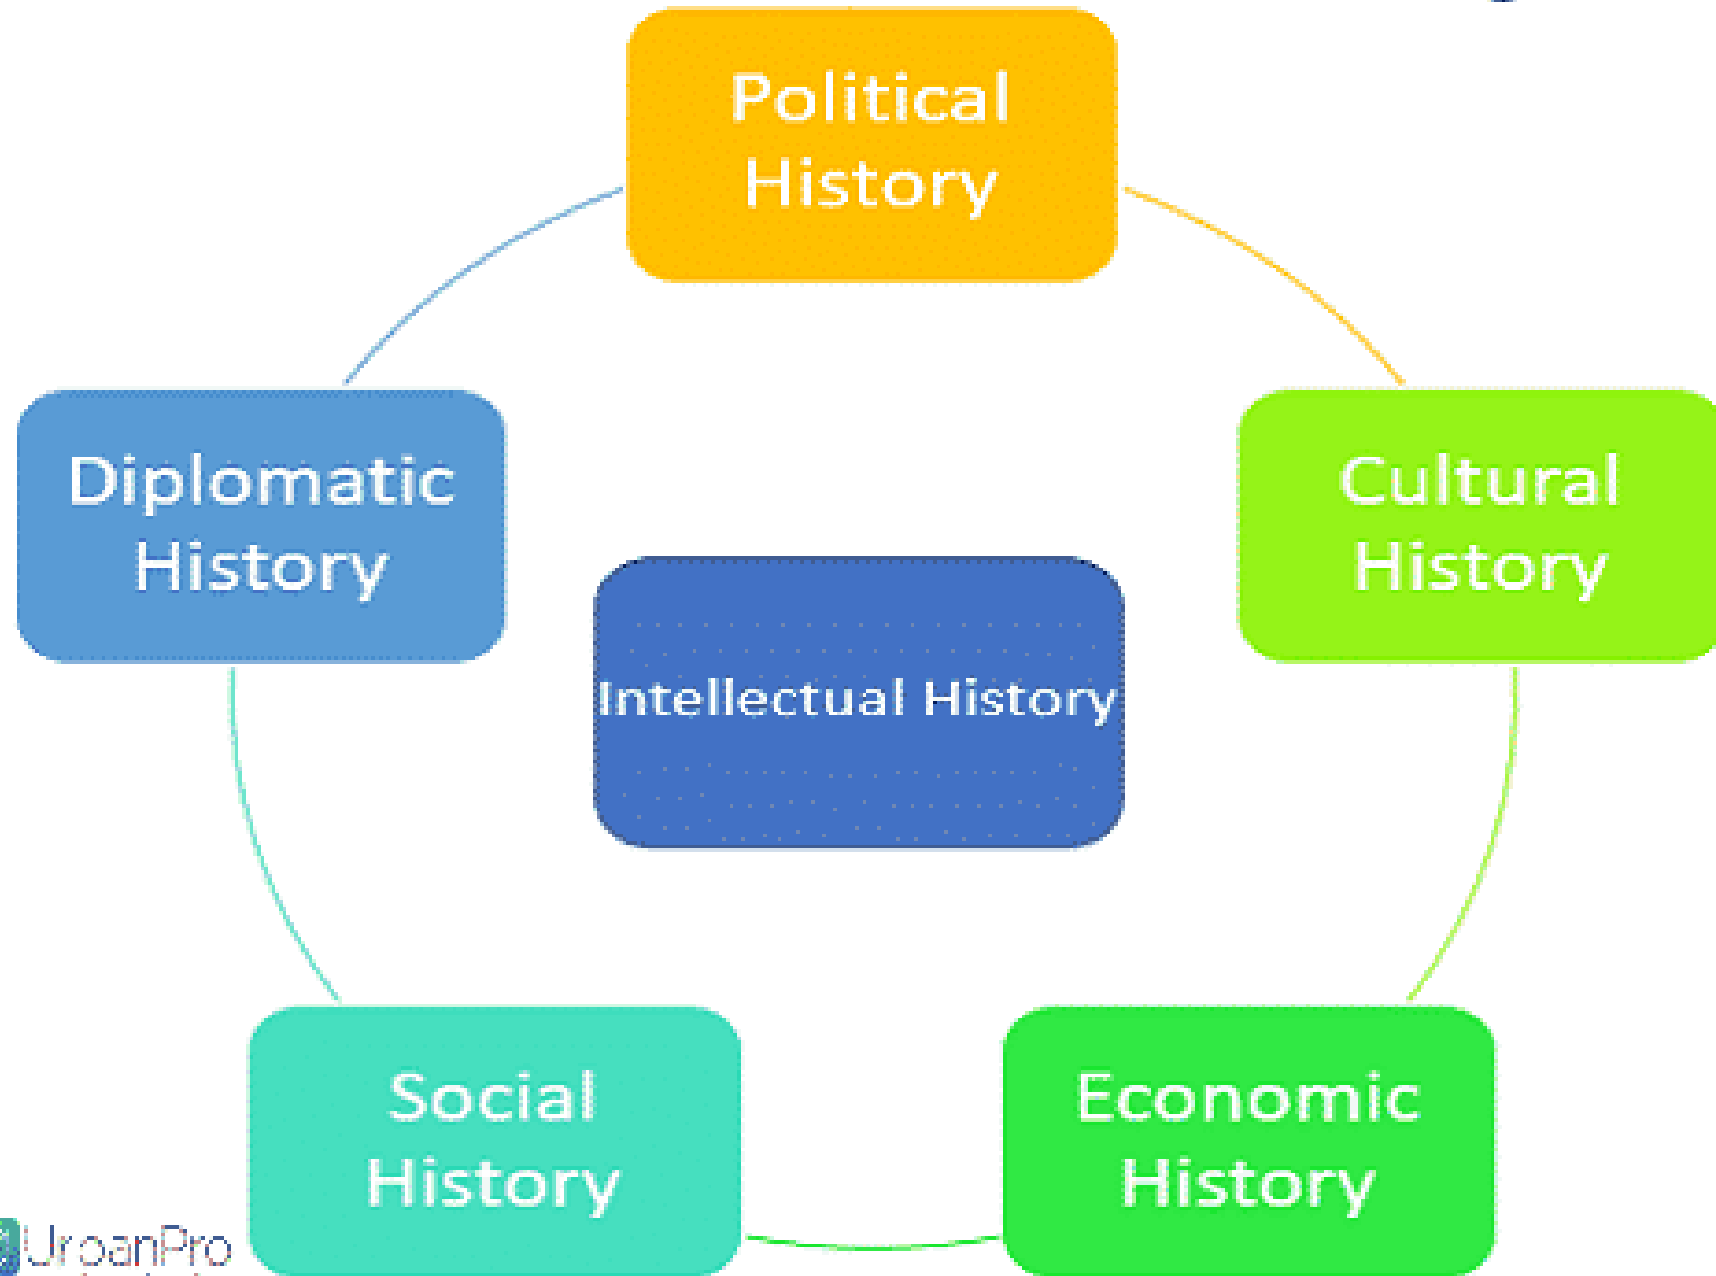 Political
History
Diplomatic
History
Cultural
History
Intellectual History
Social
History
Economic
History
UrbanPro